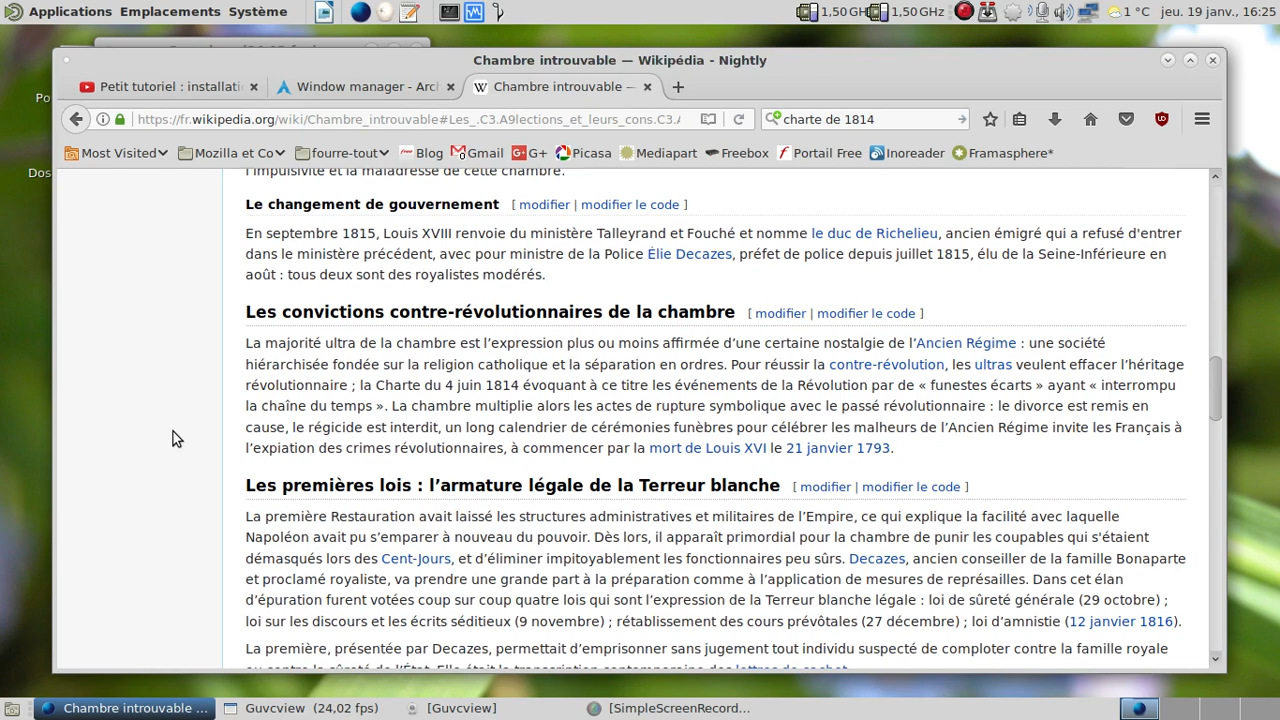 Applications Emplacements Système 1,50 GH 1,50 GHz 1 °C jeu. 19 janv., 16:25
Chambre introuvable — Wikipédia - Nightly
Petit tutoriel : installati Window manager - Arc Chambre introuvable —
https://fr.wikipedia.org/wiki/Chambre_introuvable#Les_.C3.A9lections_et_leurs_cons.C3.A charte de 1814
Most Visited Mozilla et Co fourre-tout Blog Gmail G+ Picasa Mediapart Freebox Portail Free Inoreader Framasphere*
Po
Dos
l'impulsivité et la maladresse de cette chambre.
Le changement de gouvernement [ modifier | modifier le code ]
En septembre 1815, Louis XVIII renvoie du ministère Talleyrand et Fouché et nomme le duc de Richelieu, ancien émigré qui a refusé d'entrer
dans le ministère précédent, avec pour ministre de la Police Élie Decazes, préfet de police depuis juillet 1815, élu de la Seine-Inférieure en
août : tous deux sont des royalistes modérés.
Les convictions contre-révolutionnaires de la chambre [ modifier | modifier le code ]
La majorité ultra de la chambre est l’expression plus ou moins affirmée d’une certaine nostalgie de l’Ancien Régime : une société
hiérarchisée fondée sur la religion catholique et la séparation en ordres. Pour réussir la contre-révolution, les ultras veulent effacer l’héritage
révolutionnaire ; la Charte du 4 juin 1814 évoquant à ce titre les événements de la Révolution par de « funestes écarts » ayant « interrompu
la chaîne du temps ». La chambre multiplie alors les actes de rupture symbolique avec le passé révolutionnaire : le divorce est remis en
cause, le régicide est interdit, un long calendrier de cérémonies funèbres pour célébrer les malheurs de l’Ancien Régime invite les Français à
l’expiation des crimes révolutionnaires, à commencer par la mort de Louis XVI le 21 janvier 1793.
Les premières lois : l’armature légale de la Terreur blanche [ modifier | modifier le code ]
La première Restauration avait laissé les structures administratives et militaires de l’Empire, ce qui explique la facilité avec laquelle
Napoléon avait pu s’emparer à nouveau du pouvoir. Dès lors, il apparaît primordial pour la chambre de punir les coupables qui s'étaient
démasqués lors des Cent-Jours, et d’éliminer impitoyablement les fonctionnaires peu sûrs. Decazes, ancien conseiller de la famille Bonaparte
et proclamé royaliste, va prendre une grande part à la préparation comme à l’application de mesures de représailles. Dans cet élan
d’épuration furent votées coup sur coup quatre lois qui sont l’expression de la Terreur blanche légale : loi de sûreté générale (29 octobre) ;
loi sur les discours et les écrits séditieux (9 novembre) ; rétablissement des cours prévôtales (27 décembre) ; loi d’amnistie (12 janvier 1816).
La première, présentée par Decazes, permettait d’emprisonner sans jugement tout individu suspecté de comploter contre la famille royale
ou contre la sûreté de l’État. Elle était la transcription contemporaine des lettres de cachet.
Chambre introuvable ... Guvcview (24,02 fps) [Guvcview] [SimpleScreenRecord...